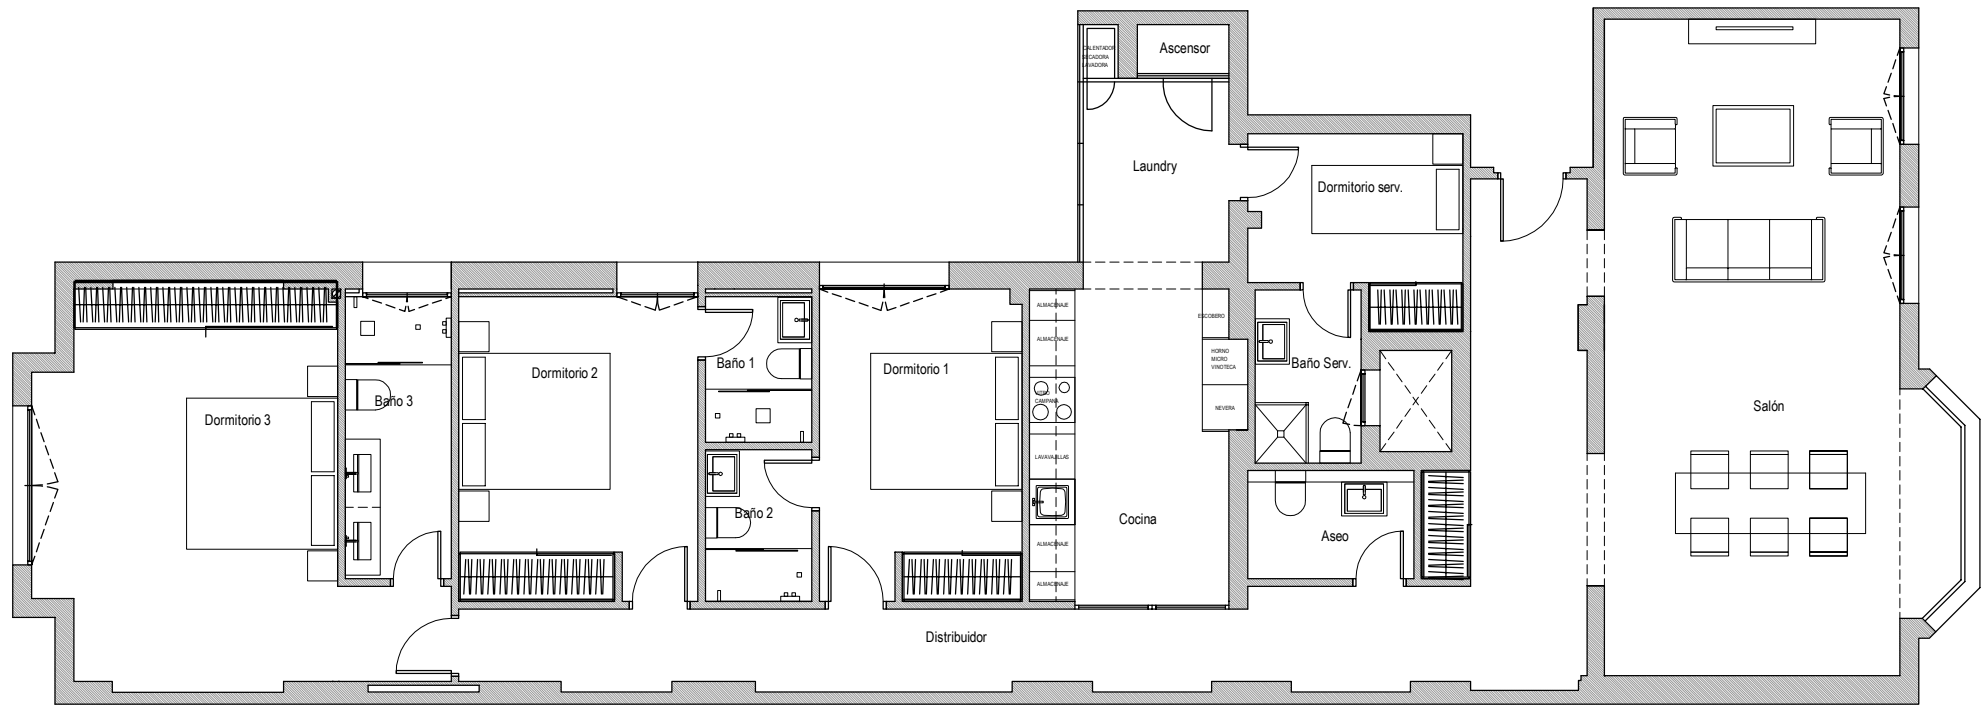 CALENTADOR
SECADORA
LAVADORA
Ascensor
Laundry
Dormitorio serv.
ALMACENAJE
ALMACENAJE
ESCOBERO
HORNO
MICRO
VINOTECA
NEVERA
Baño Serv.
Baño 1
Dormitorio 2
Dormitorio 1
VITRO
CAMPANA
Baño 3
Dormitorio 3
Salón
LAVAVAJILLAS
Baño 2
Cocina
Aseo
ALMACENAJE
ALMACENAJE
Distribuidor